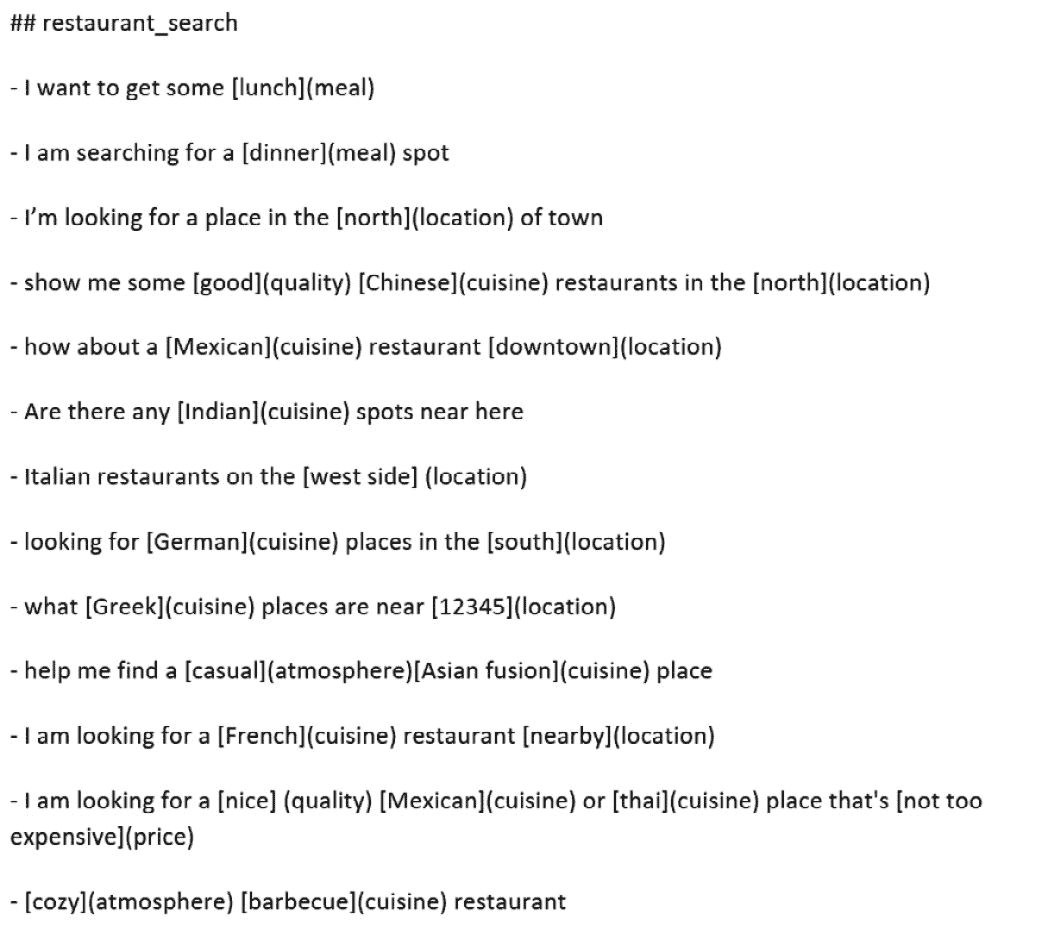 ## restaurant_search
- I want to get some [lunch](meal)
- I am searching for a [dinner](meal) spot
- I’m looking for a place in the [north](location) of town
- show me some [good](quality) [Chinese](cuisine) restaurants in the [north](location)
- how about a [Mexican](cuisine) restaurant [downtown](location)
- Are there any [Indian](cuisine) spots near here
- Italian restaurants on the [west side] (location)
- looking for [German](cuisine) places in the [south](location)
- what [Greek](cuisine) places are near [12345](location)
- help me find a [casual](atmosphere)[Asian fusion](cuisine) place
- I am looking for a [French](cuisine) restaurant [nearby](location)
- I am looking for a [nice] (quality) [Mexican](cuisine) or [thai](cuisine) place that's [not too
expensive](price)
- [cozy](atmosphere) [barbecue](cuisine) restaurant